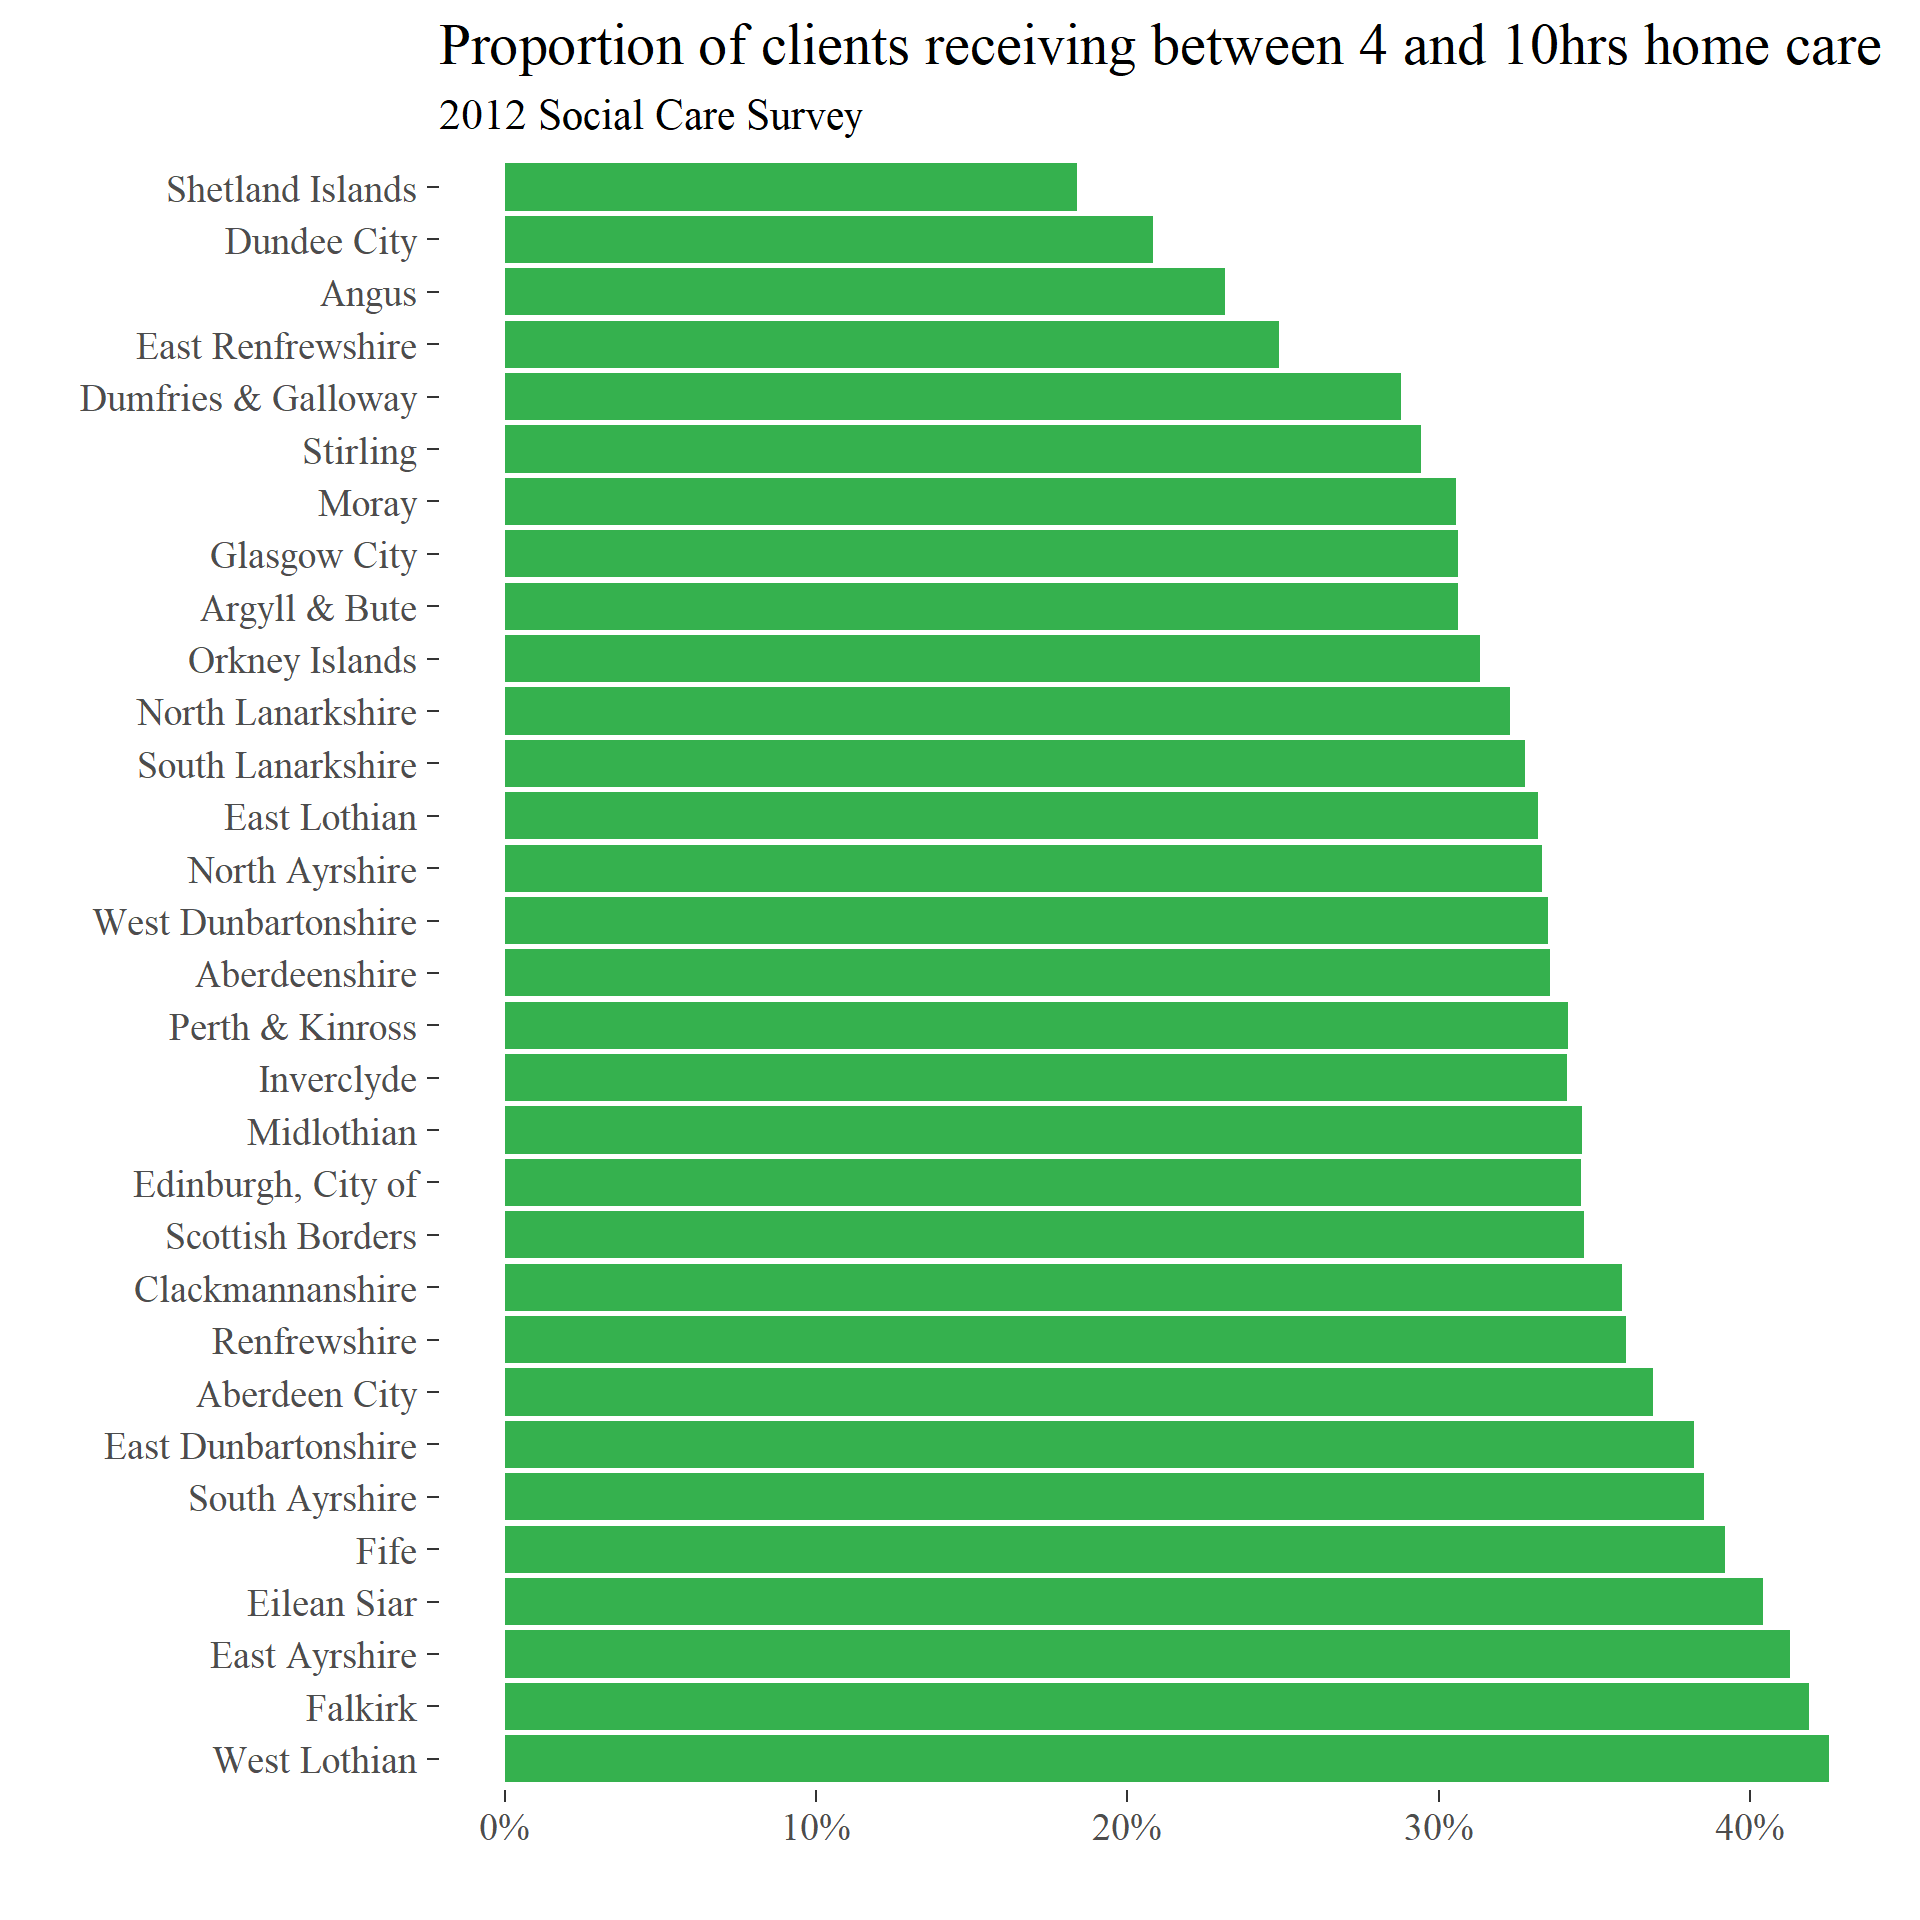 Proportion of clients receiving between 4 and 10hrs home care
2012 Social Care Survey
Shetland Islands
Dundee City
Angus
East Renfrewshire
Dumfries & Galloway
Stirling
Moray
Glasgow City
Argyll & Bute
Orkney Islands
North Lanarkshire
South Lanarkshire
East Lothian
North Ayrshire
West Dunbartonshire
Aberdeenshire
Perth & Kinross
Inverclyde
Midlothian
Edinburgh, City of
Scottish Borders
Clackmannanshire
Renfrewshire
Aberdeen City
East Dunbartonshire
South Ayrshire
Fife
Eilean Siar
East Ayrshire
Falkirk
West Lothian
0% 10% 20% 30% 40%